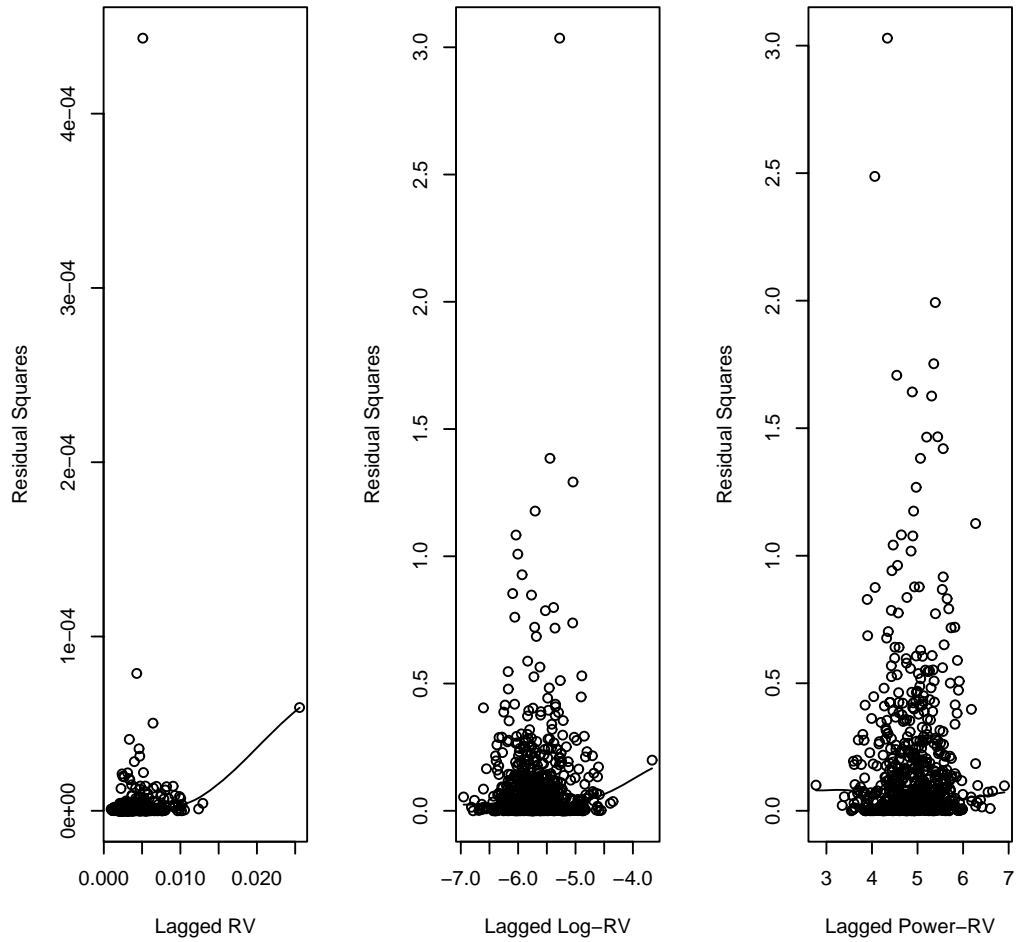 4e−04
3e−04
2e−04
1e−04
0e+00
Residual Squares
0.000 0.010 0.020
Lagged RV
3.0
2.5
2.0
1.5
1.0
0.5
0.0
Residual Squares
−7.0 −6.0 −5.0 −4.0
Lagged Log−RV
3.0
2.5
2.0
1.5
1.0
0.5
0.0
Residual Squares
3 4 5 6 7
Lagged Power−RV